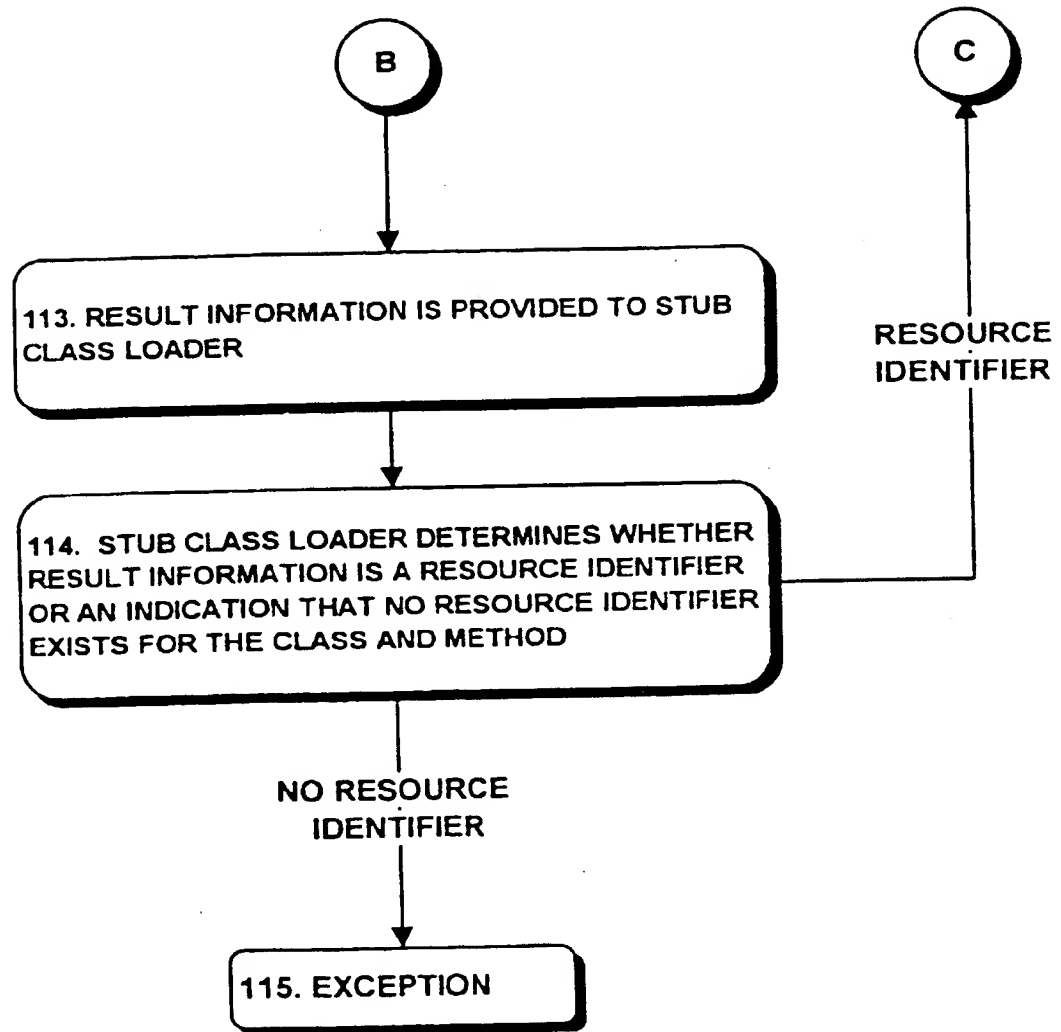 B
C
113. RESULT INFORMATION IS PROVIDED TO STUB
CLASS LOADER
RESOURCE
IDENTIFIER
114. STUB CLASS LOADER DETERMINES WHETHER
RESULT INFORMATION IS A RESOURCE IDENTIFIER
OR AN INDICATION THAT NO RESOURCE IDENTIFIER
EXISTS FOR THE CLASS AND METHOD
NO RESOURCE
IDENTIFIER
115. EXCEPTION